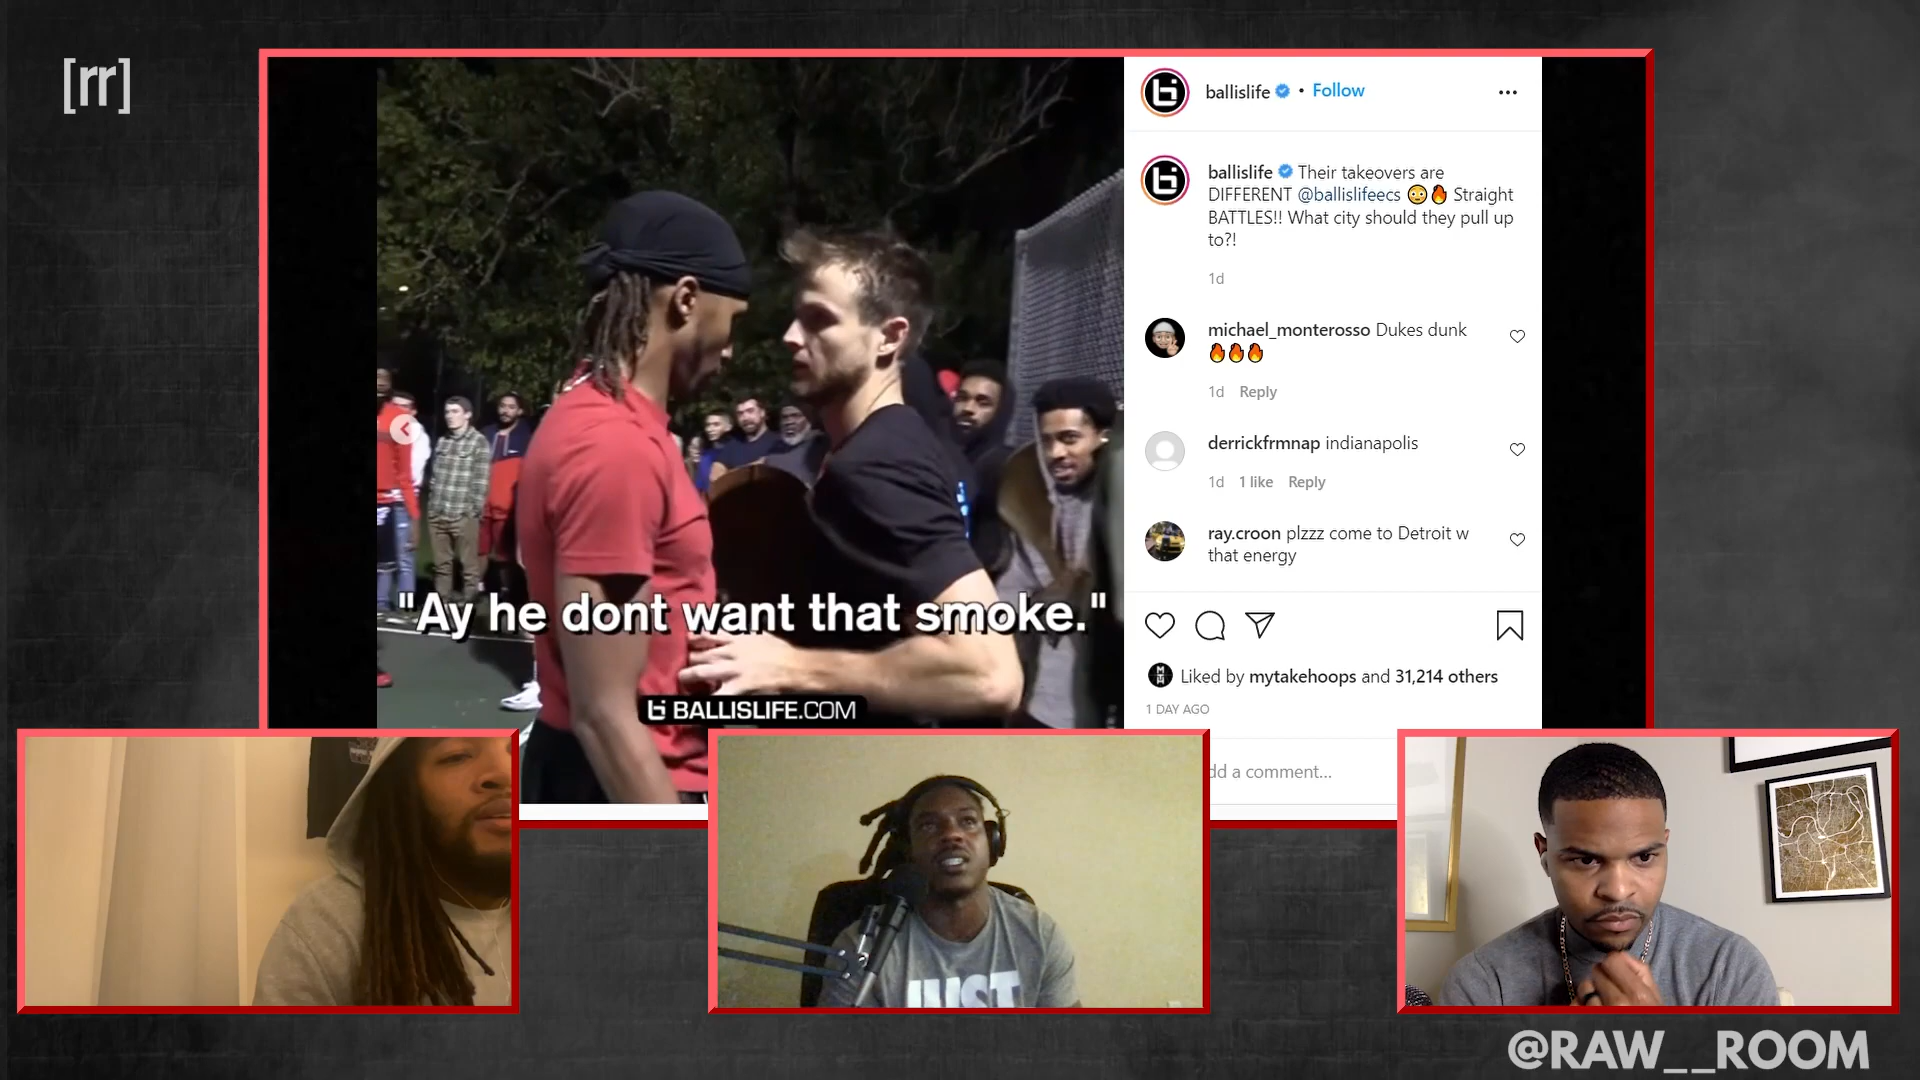 [rr]
ballislife • Follow
ballislife Their takeovers are
DIFFERENT @ballislifeecs 😳🔥 Straight
BATTLES!! What city should they pull up
to?!
1d
michael_monterosso Dukes dunk
🔥🔥🔥
1d Reply
derrickfrmnap indianapolis
1d 1 like Reply
ray.croon plzzz come to Detroit w
that energy
Liked by mytakehoops and 31,214 others
1 DAY AGO
dd a comment...
"Ay he dont want that smoke."
BALLISLIFE.COM
JUST
@RAW__ROOM